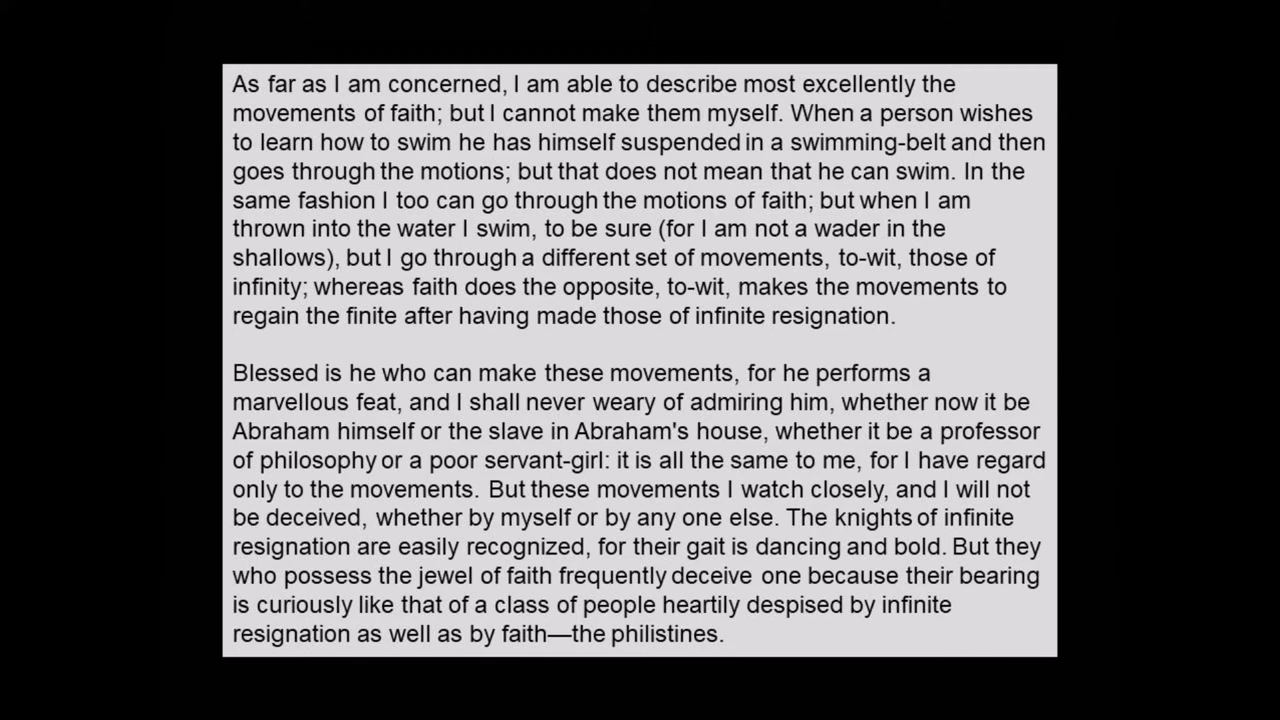 As far as I am concerned, I am able to describe most excellently the
movements of faith; but I cannot make them myself. When a person wishes
to learn how to swim he has himself suspended in a swimming-belt and then
goes through the motions; but that does not mean that he can swim. In the
same fashion I too can go through the motions of faith; but when I am
thrown into the water I swim, to be sure (for I am not a wader in the
shallows), but I go through a different set of movements, to-wit, those of
infinity; whereas faith does the opposite, to-wit, makes the movements to
regain the finite after having made those of infinite resignation.
Blessed is he who can make these movements, for he performs a
marvellous feat, and I shall never weary of admiring him, whether now it be
Abraham himself or the slave in Abraham's house, whether it be a professor
of philosophy or a poor servant-girl: it is all the same to me, for I have regard
only to the movements. But these movements I watch closely, and I will not
be deceived, whether by myself or by any one else. The knights of infinite
resignation are easily recognized, for their gait is dancing and bold. But they
who possess the jewel of faith frequently deceive one because their bearing
is curiously like that of a class of people heartily despised by infinite
resignation as well as by faith—the philistines.